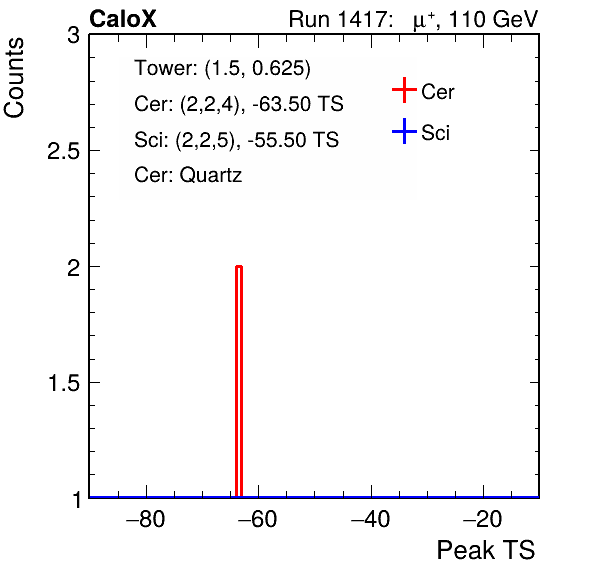 CaloX Run 1417: μ⁺, 110 GeV
Counts
3
2.5
2
1.5
1
Tower: (1.5, 0.625)
Cer: (2,2,4), -63.50 TS
Sci: (2,2,5), -55.50 TS
Cer: Quartz
Cer
Sci
−80 −60 −40 −20
Peak TS